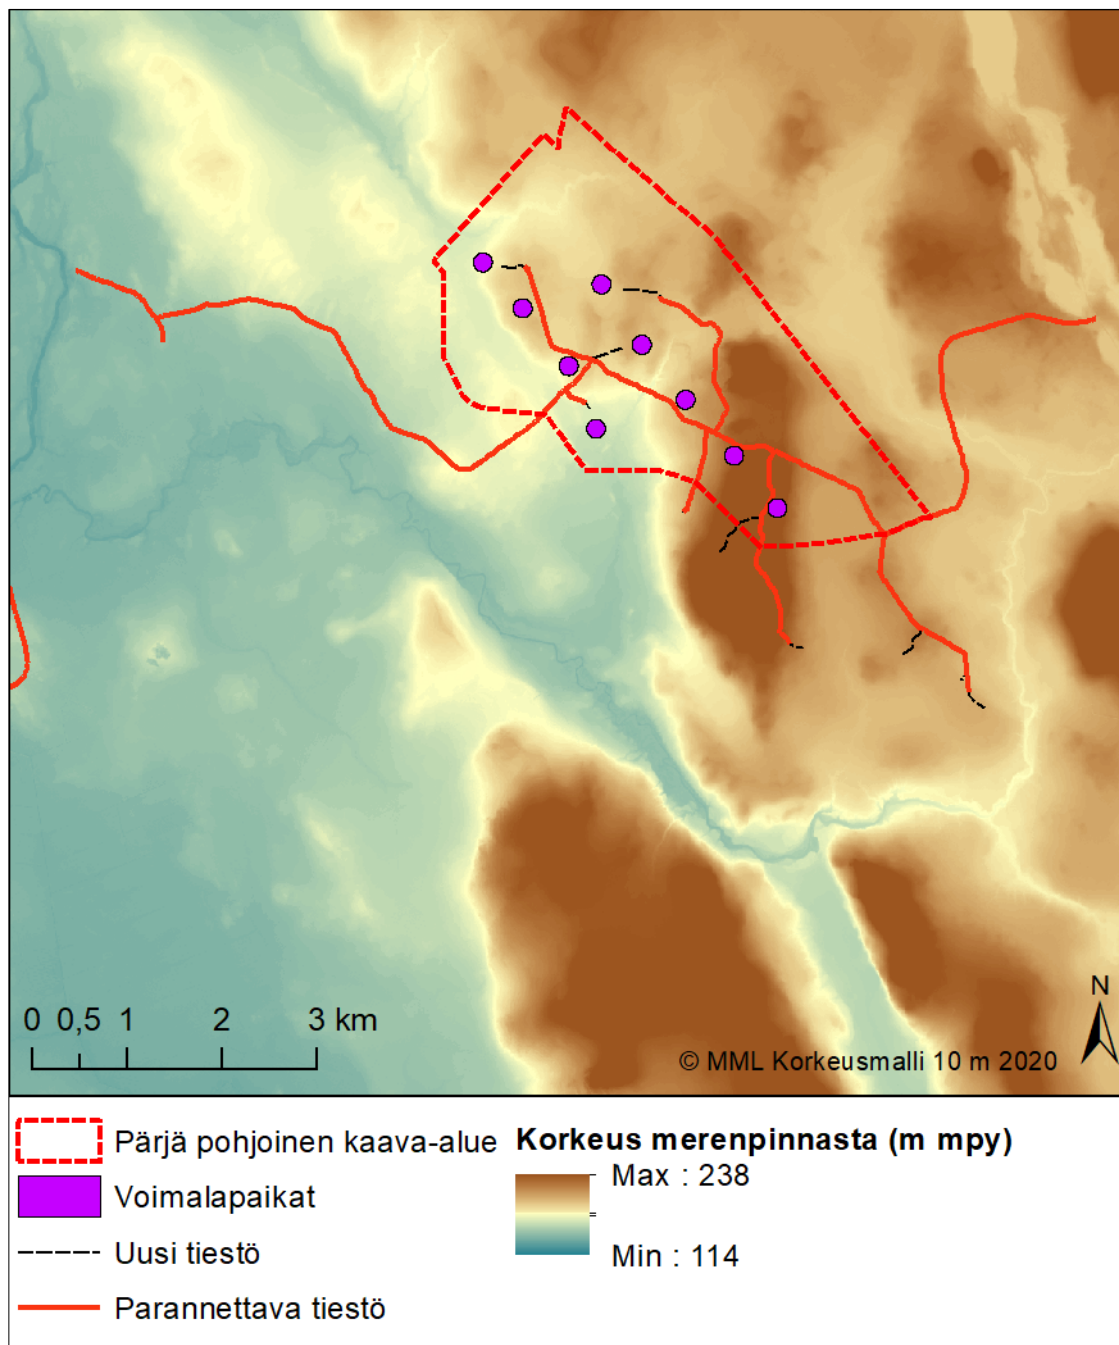 N
0 0,5 1 2 3 km
© MML Korkeusmalli 10 m 2020
Pärjä pohjoinen kaava-alue
Voimalapaikat
Uusi tiestö
Parannettava tiestö
Korkeus merenpinnasta (m mpy)
Max : 238
Min : 114